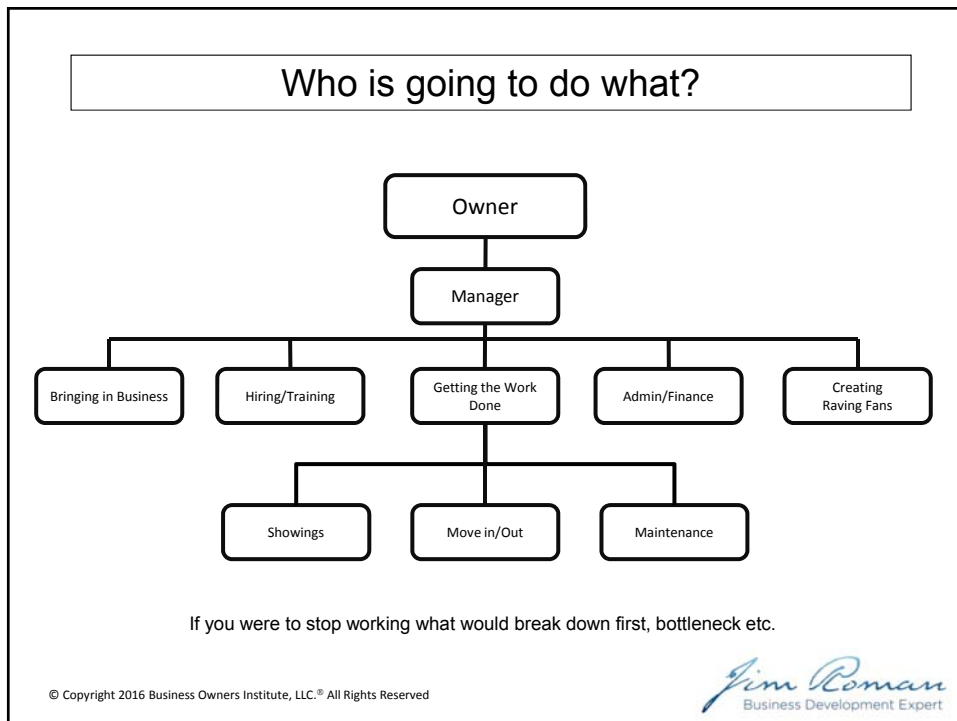 Who is going to do what?
Owner
Manager
Bringing in Business
Hiring/Training
Getting the Work
Done
Admin/Finance
Creating
Raving Fans
Showings
Move in/Out
Maintenance
If you were to stop working what would break down first, bottleneck etc.
© Copyright 2016 Business Owners Institute, LLC.® All Rights Reserved
Jim Roman
Business Development Expert